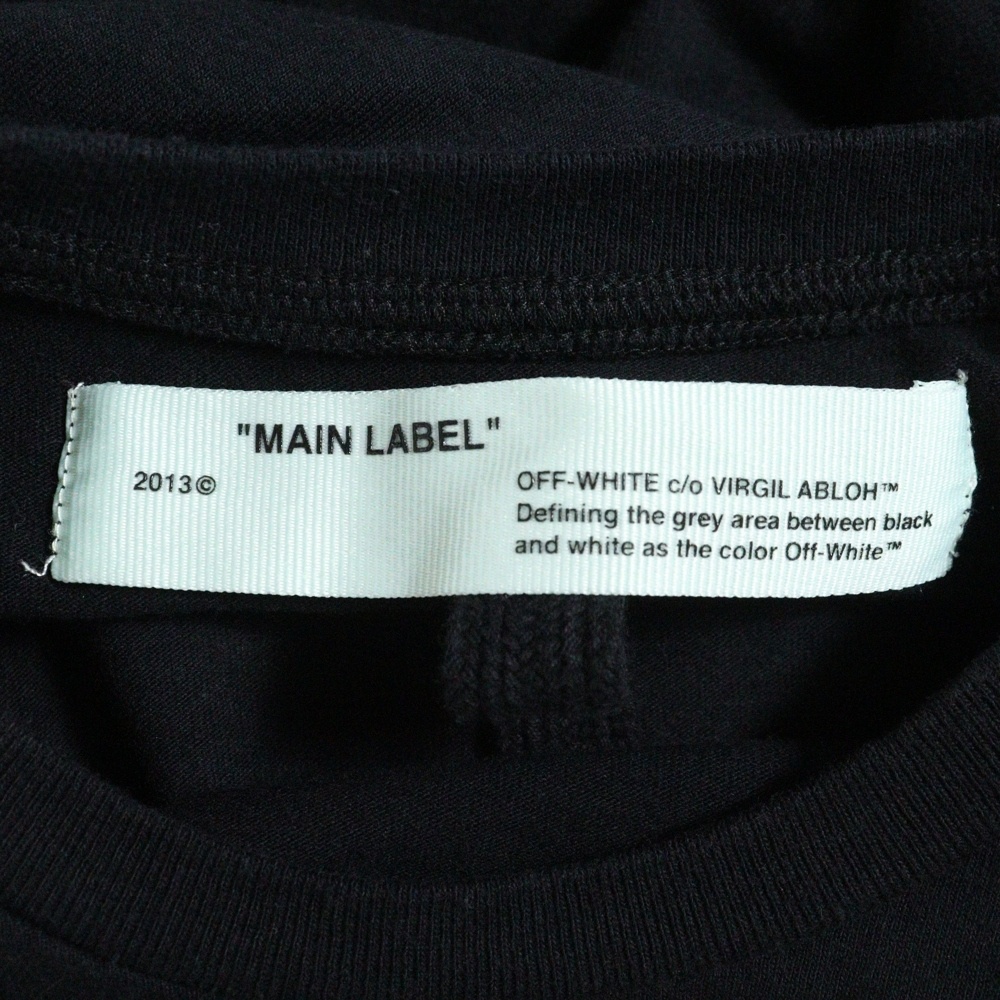 "MAIN LABEL"
2013©
OFF-WHITE c/o VIRGIL ABLOH™
Defining the grey area between black
and white as the color Off-White™